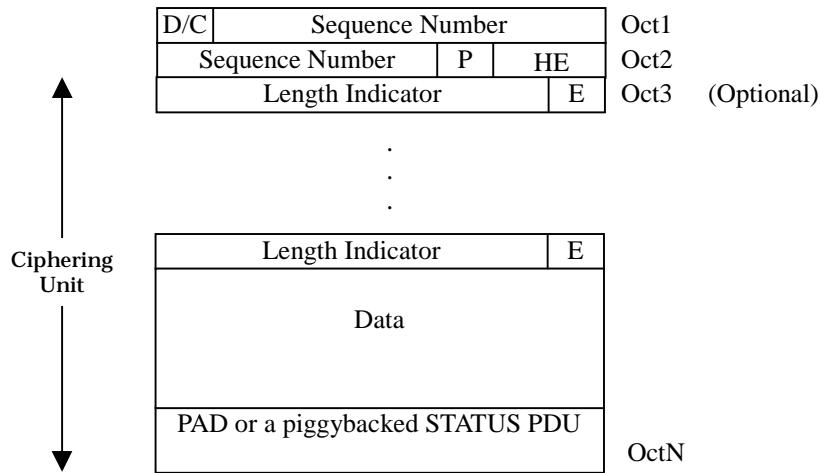 D/C Sequence Number Oct1
Sequence Number P HE Oct2
Length Indicator E Oct3 (Optional)
.
.
.
Length Indicator E
Ciphering
Unit
Data
PAD or a piggybacked STATUS PDU
OctN